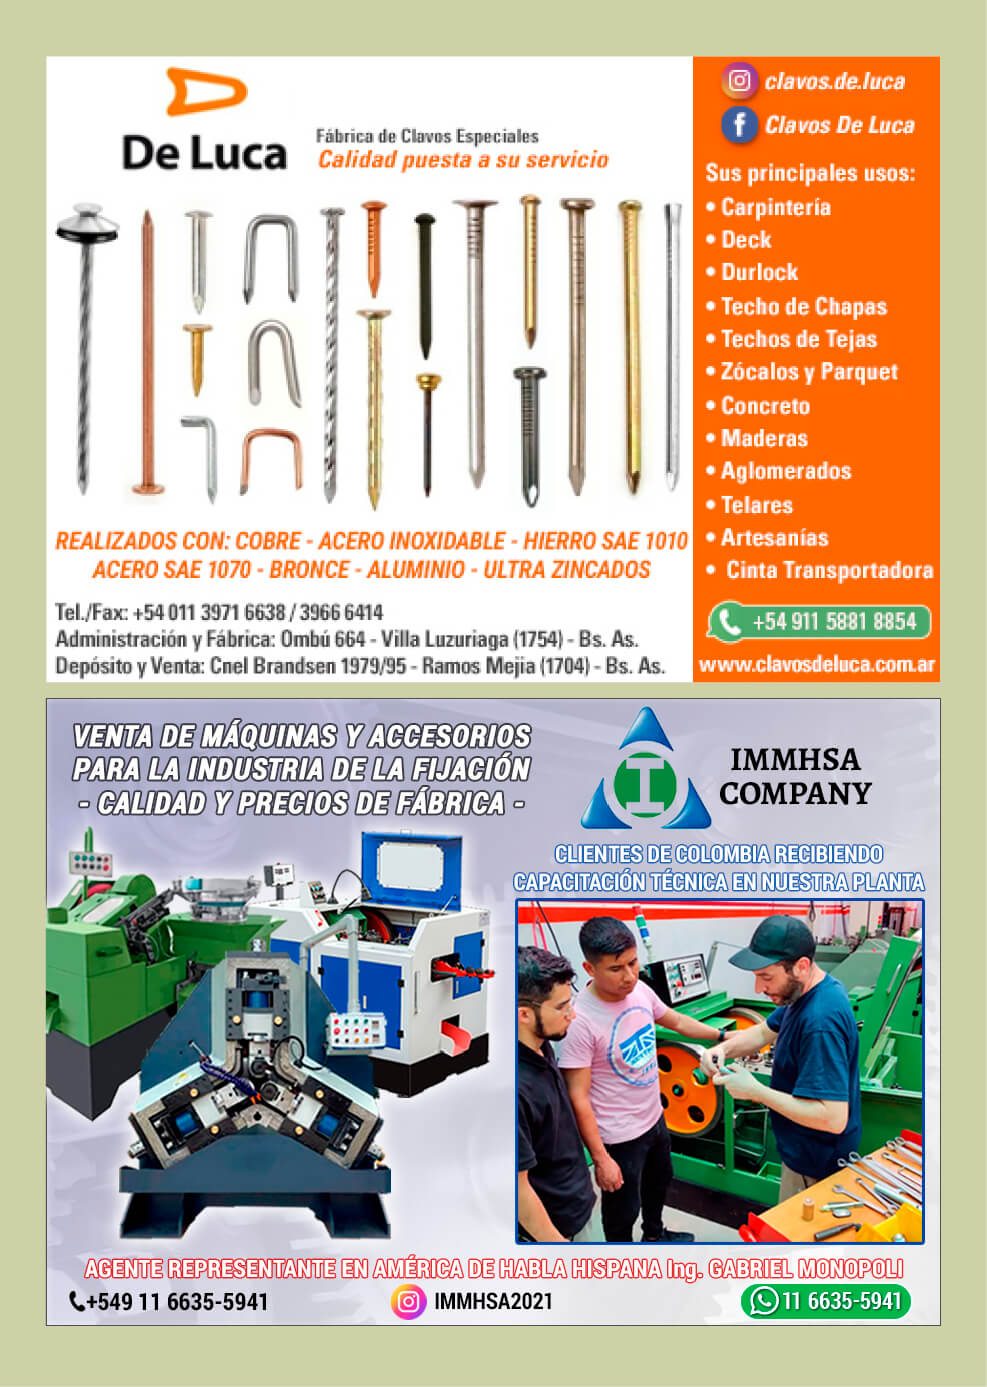 De Luca
Fábrica de Clavos Especiales
Calidad puesta a su servicio
REALIZADOS CON: COBRE - ACERO INOXIDABLE - HIERRO SAE 1010
ACERO SAE 1070 - BRONCE - ALUMINIO - ULTRA ZINCADOS
Tel./Fax: +54 011 3971 6638 / 3966 6414
Administración y Fábrica: Ombú 664 - Villa Luzuriaga (1754) - Bs. As.
Depósito y Venta: Cnel Brandsen 1979/95 - Ramos Mejia (1704) - Bs. As.
clavos.de.luca
Clavos De Luca
Sus principales usos:
• Carpintería
• Deck
• Durlock
• Techo de Chapas
• Techos de Tejas
• Zócalos y Parquet
• Concreto
• Maderas
• Aglomerados
• Telares
• Artesanías
• Cinta Transportadora
+54 911 5881 8854
www.clavosdeluca.com.ar
VENTA DE MÁQUINAS Y ACCESORIOS
PARA LA INDUSTRIA DE LA FIJACIÓN
- CALIDAD Y PRECIOS DE FÁBRICA -
I
IMMHSA
COMPANY
CLIENTES DE COLOMBIA RECIBIENDO
CAPACITACIÓN TÉCNICA EN NUESTRA PLANTA
AGENTE REPRESENTANTE EN AMÉRICA DE HABLA HISPANA Ing. GABRIEL MONOPOLI
+549 11 6635-5941
IMMHSA2021
11 6635-5941